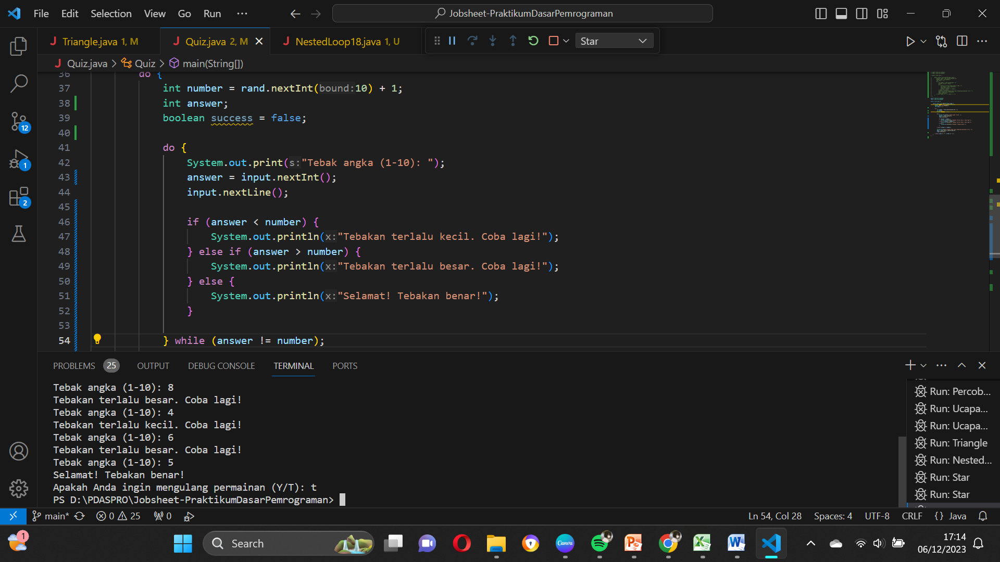 File Edit Selection View Go Run ···
Jobsheet-PraktikumDasarPemrograman
Triangle.java 1, M
Quiz.java 2, M
NestedLoop18.java 1, U
Star
Quiz.java > Quiz > main(String[])
36 do {
37 int number = rand.nextInt(bound:10) + 1;
38 int answer;
39 boolean success = false;
40
41 do {
42 System.out.print(s:"Tebak angka (1-10): ");
43 answer = input.nextInt();
44 input.nextLine();
45
46 if (answer < number) {
47 System.out.println(x:"Tebakan terlalu kecil. Coba lagi!");
48 } else if (answer > number) {
49 System.out.println(x:"Tebakan terlalu besar. Coba lagi!");
50 } else {
51 System.out.println(x:"Selamat! Tebakan benar!");
52 }
53
54 } while (answer != number);
12
1
2
PROBLEMS 25 OUTPUT DEBUG CONSOLE TERMINAL PORTS
Tebak angka (1-10): 8
Tebakan terlalu besar. Coba lagi!
Tebak angka (1-10): 4
Tebakan terlalu kecil. Coba lagi!
Tebak angka (1-10): 6
Tebakan terlalu besar. Coba lagi!
Tebak angka (1-10): 5
Selamat! Tebakan benar!
Apakah Anda ingin mengulang permainan (Y/T): t
PS D:\PDASPRO\Jobsheet-PraktikumDasarPemrograman>
Run: Percob...
Run: Ucapa...
Run: Ucapa...
Run: Triangle
Run: Nested...
Run: Star
Run: Star
main* 0 25 0
Ln 54, Col 28 Spaces: 4 UTF-8 CRLF {} Java
1
Search
Canva
17:14
06/12/2023